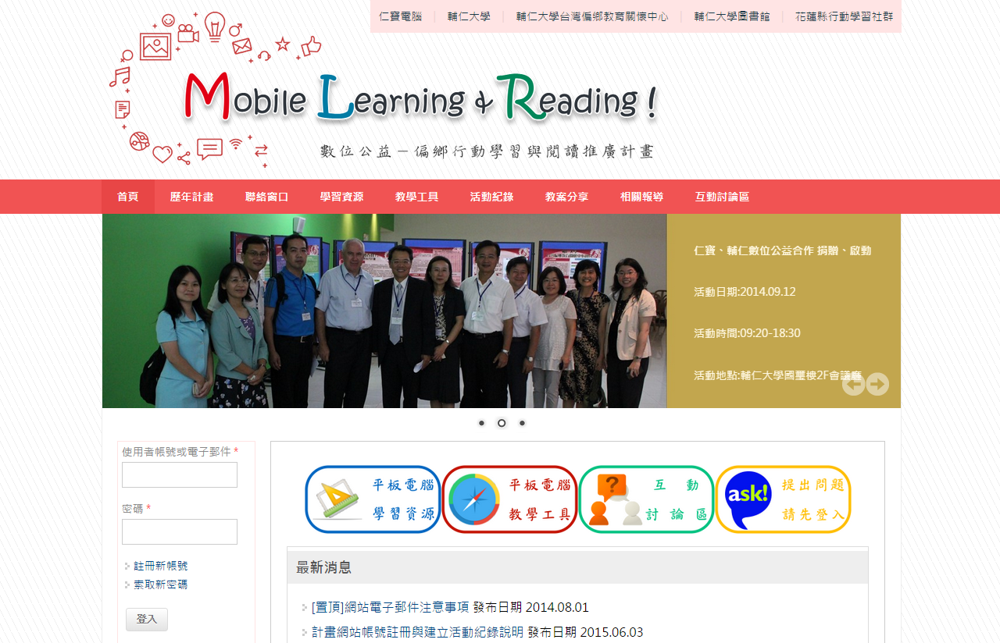 仁寶電腦 | 輔仁大學 | 輔仁大學台灣偏鄉教育關懷中心 | 輔仁大學圖書館 | 花蓮縣行動學習社群
Mobile Learning & Reading !
數位公益－偏鄉行動學習與閱讀推廣計畫
首頁 歷年計畫 聯絡窗口 學習資源 教學工具 活動紀錄 教案分享 相關報導 互動討論區
仁寶、輔仁數位公益合作 捐贈、啟動
活動日期:2014.09.12
活動時間:09:20-18:30
活動地點:輔仁大學國璽樓2F會議廳
使用者帳號或電子郵件 *
密碼 *
註冊新帳號
索取新密碼
登入
平板電腦
學習資源
平板電腦
教學工具
?
互動
討論區
ask!
提出問題
請先登入
最新消息
[置頂]網站電子郵件注意事項 發布日期 2014.08.01
計畫網站帳號註冊與建立活動紀錄說明 發布日期 2015.06.03